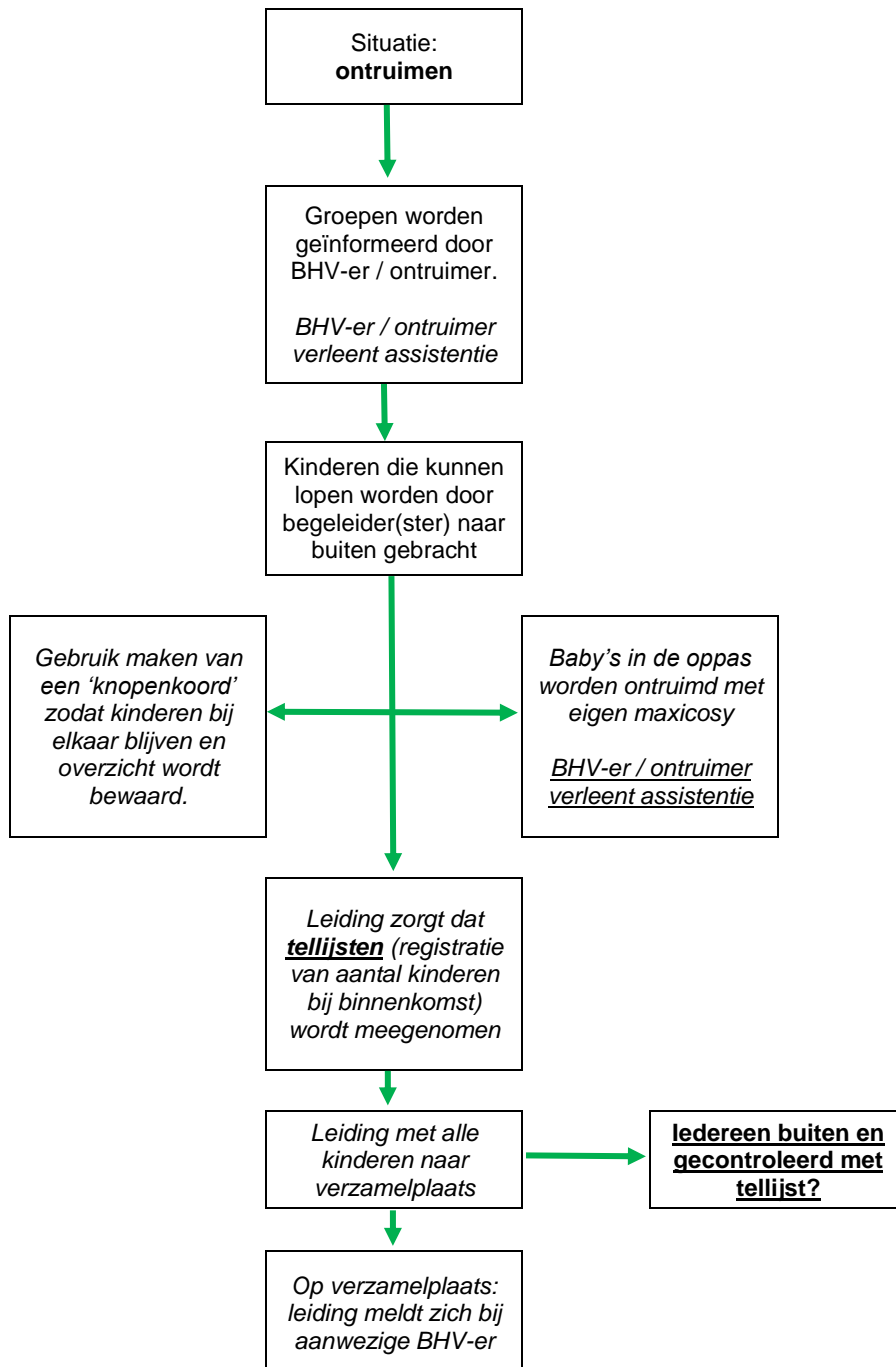 Situatie:
ontruimen
Groepen worden
geïnformeerd door
BHV-er / ontruimer.
BHV-er / ontruimer
verleent assistentie
Kinderen die kunnen
lopen worden door
begeleider(ster) naar
buiten gebracht
Gebruik maken van
een ‘knopenkoord’
zodat kinderen bij
elkaar blijven en
overzicht wordt
bewaard.
Baby’s in de oppas
worden ontruimd met
eigen maxicosy
BHV-er / ontruimer
verleent assistentie
Leiding zorgt dat
tellijsten (registratie
van aantal kinderen
bij binnenkomst)
wordt meegenomen
Leiding met alle
kinderen naar
verzamelplaats
Iedereen buiten en
gecontroleerd met
tellijst?
Op verzamelplaats:
leiding meldt zich bij
aanwezige BHV-er